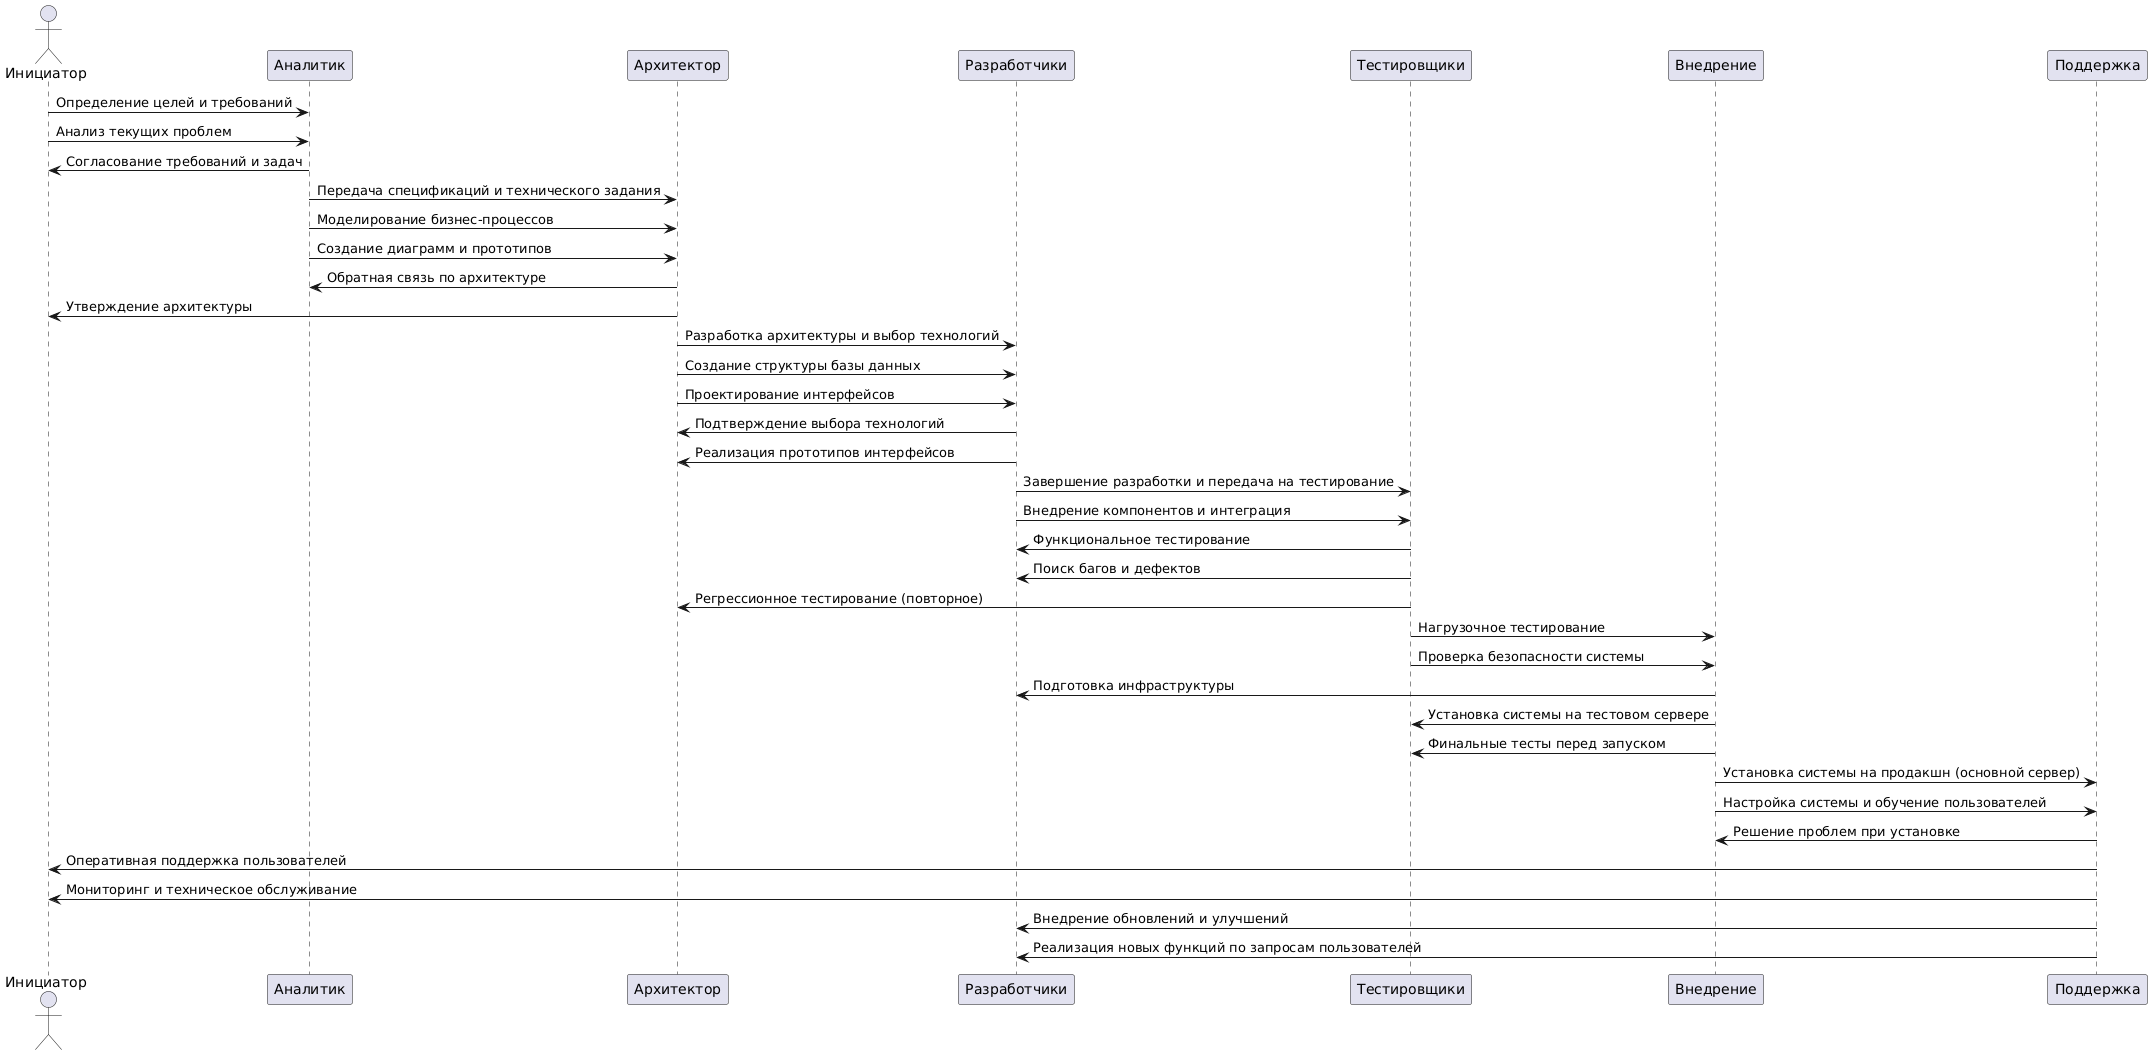 Инициатор
Аналитик
Архитектор
Разработчики
Тестировщики
Внедрение
Поддержка
Определение целей и требований
Анализ текущих проблем
Согласование требований и задач
Передача спецификаций и технического задания
Моделирование бизнес-процессов
Создание диаграмм и прототипов
Обратная связь по архитектуре
Утверждение архитектуры
Разработка архитектуры и выбор технологий
Создание структуры базы данных
Проектирование интерфейсов
Подтверждение выбора технологий
Реализация прототипов интерфейсов
Завершение разработки и передача на тестирование
Внедрение компонентов и интеграция
Функциональное тестирование
Поиск багов и дефектов
Регрессионное тестирование (повторное)
Нагрузочное тестирование
Проверка безопасности системы
Подготовка инфраструктуры
Установка системы на тестовом сервере
Финальные тесты перед запуском
Установка системы на продакшн (основной сервер)
Настройка системы и обучение пользователей
Решение проблем при установке
Оперативная поддержка пользователей
Мониторинг и техническое обслуживание
Внедрение обновлений и улучшений
Реализация новых функций по запросам пользователей
Инициатор
Аналитик
Архитектор
Разработчики
Тестировщики
Внедрение
Поддержка